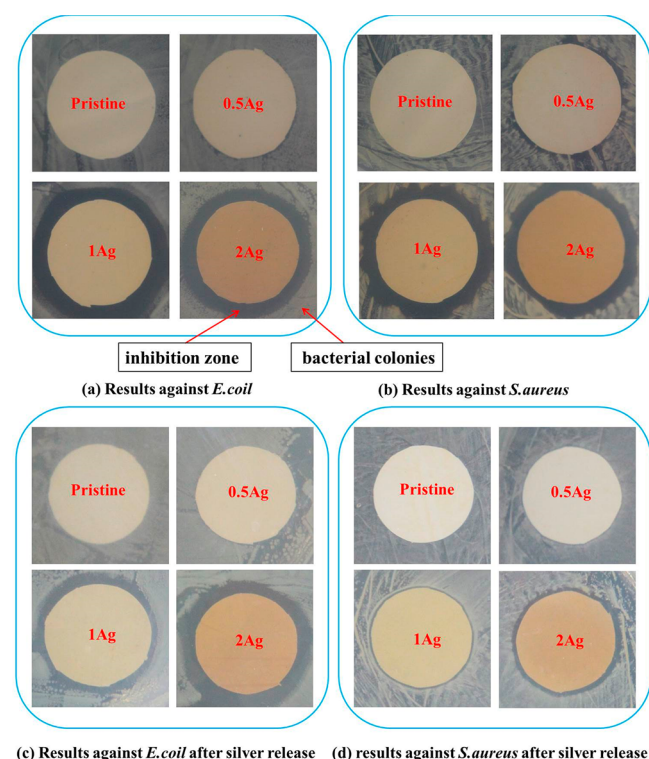 Pristine
0.5Ag
1Ag
2Ag
Pristine
0.5Ag
1Ag
2Ag
inhibition zone
bacterial colonies
(a) Results against E.coil
(b) Results against S.aureus
Pristine
0.5Ag
1Ag
2Ag
Pristine
0.5Ag
1Ag
2Ag
(c) Results against E.coil after silver release
(d) results against S.aureus after silver release